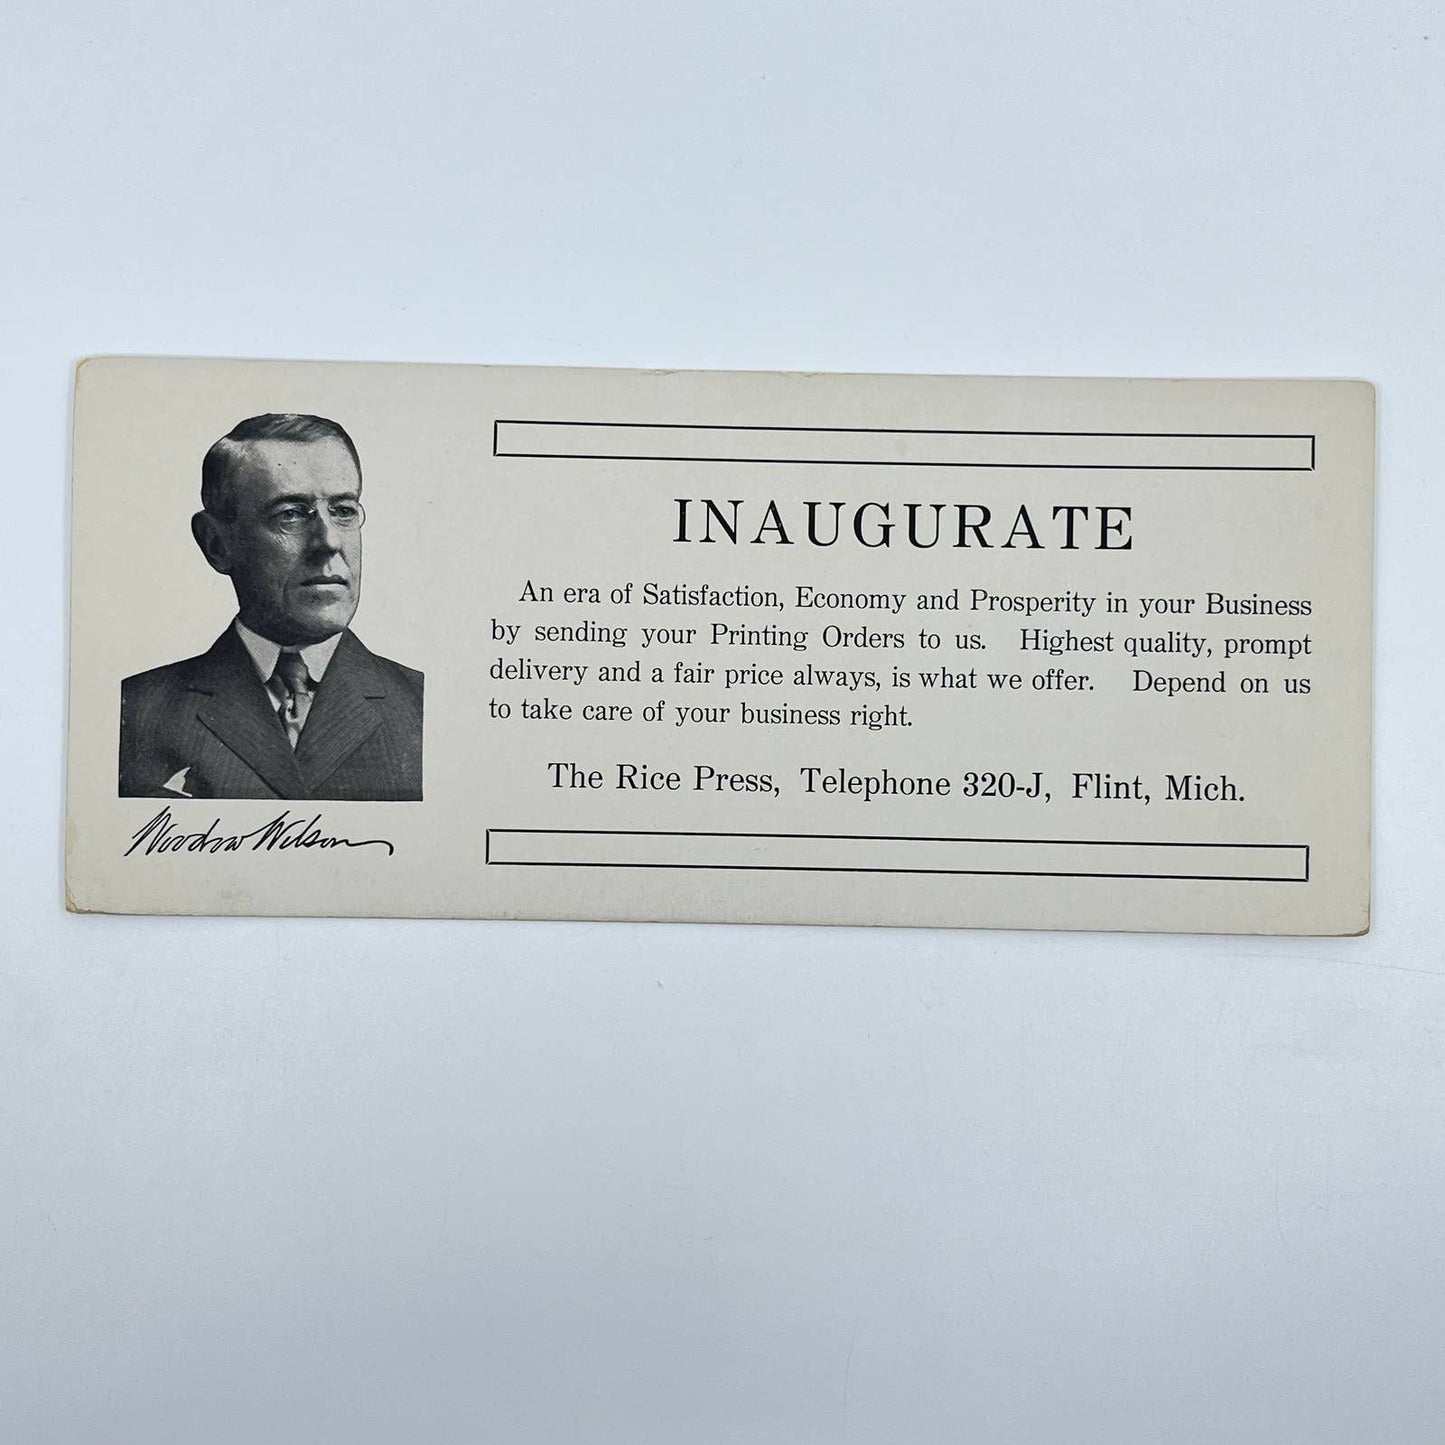 INAUGURATE
An era of Satisfaction, Economy and Prosperity in your Business
by sending your Printing Orders to us. Highest quality, prompt
delivery and a fair price always, is what we offer. Depend on us
to take care of your business right.
The Rice Press, Telephone 320-J, Flint, Mich.
Woodrow Wilson